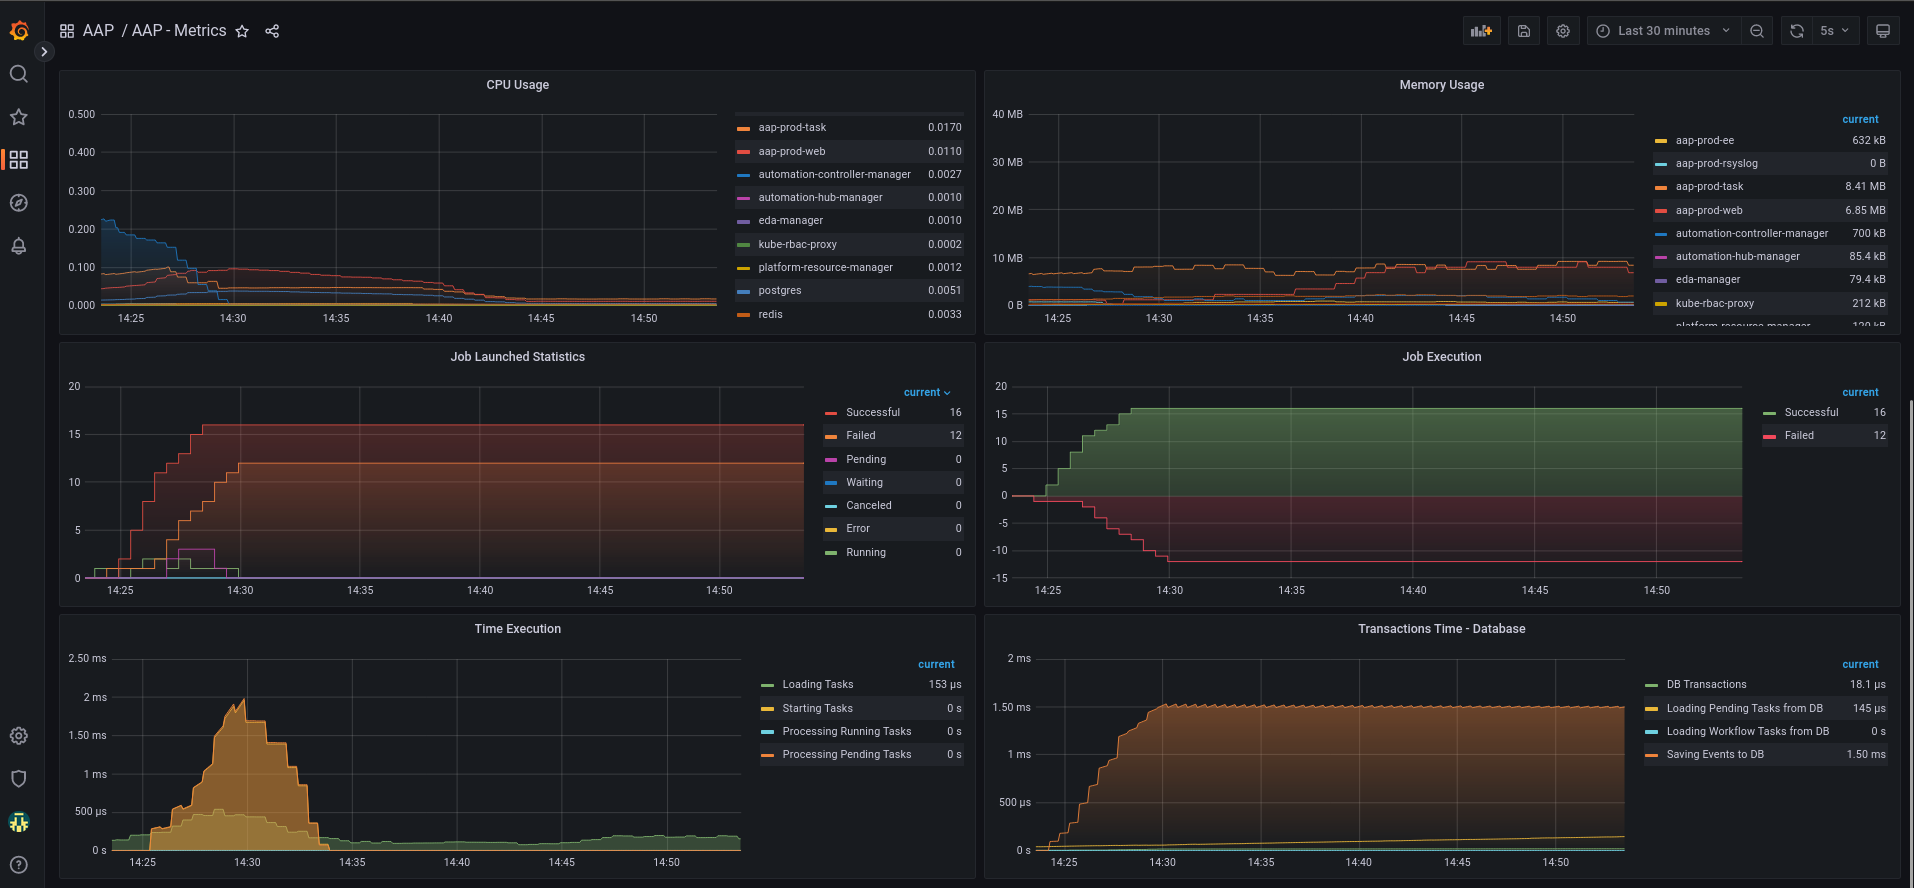 AAP / AAP - Metrics
Last 30 minutes
5s
CPU Usage
0.500
0.400
0.300
0.200
0.100
0.000
14:25 14:30 14:35 14:40 14:45 14:50
aap-prod-task 0.0170
aap-prod-web 0.0110
automation-controller-manager 0.0027
automation-hub-manager 0.0010
eda-manager 0.0010
kube-rbac-proxy 0.0002
platform-resource-manager 0.0012
postgres 0.0051
redis 0.0033
Memory Usage
40 MB
30 MB
20 MB
10 MB
0 B
14:25 14:30 14:35 14:40 14:45 14:50
current
aap-prod-ee 632 kB
aap-prod-rsyslog 0 B
aap-prod-task 8.41 MB
aap-prod-web 6.85 MB
automation-controller-manager 700 kB
automation-hub-manager 85.4 kB
eda-manager 79.4 kB
kube-rbac-proxy 212 kB
platform-resource-manager 120 kB
Job Launched Statistics
20
15
10
5
0
14:25 14:30 14:35 14:40 14:45 14:50
current
Successful 16
Failed 12
Pending 0
Waiting 0
Canceled 0
Error 0
Running 0
Job Execution
20
15
10
5
0
-5
-10
-15
14:25 14:30 14:35 14:40 14:45 14:50
current
Successful 16
Failed 12
Time Execution
2.50 ms
2 ms
1.50 ms
1 ms
500 µs
0 s
14:25 14:30 14:35 14:40 14:45 14:50
current
Loading Tasks 153 µs
Starting Tasks 0 s
Processing Running Tasks 0 s
Processing Pending Tasks 0 s
Transactions Time - Database
2 ms
1.50 ms
1 ms
500 µs
0 s
14:25 14:30 14:35 14:40 14:45 14:50
current
DB Transactions 18.1 µs
Loading Pending Tasks from DB 145 µs
Loading Workflow Tasks from DB 0 s
Saving Events to DB 1.50 ms